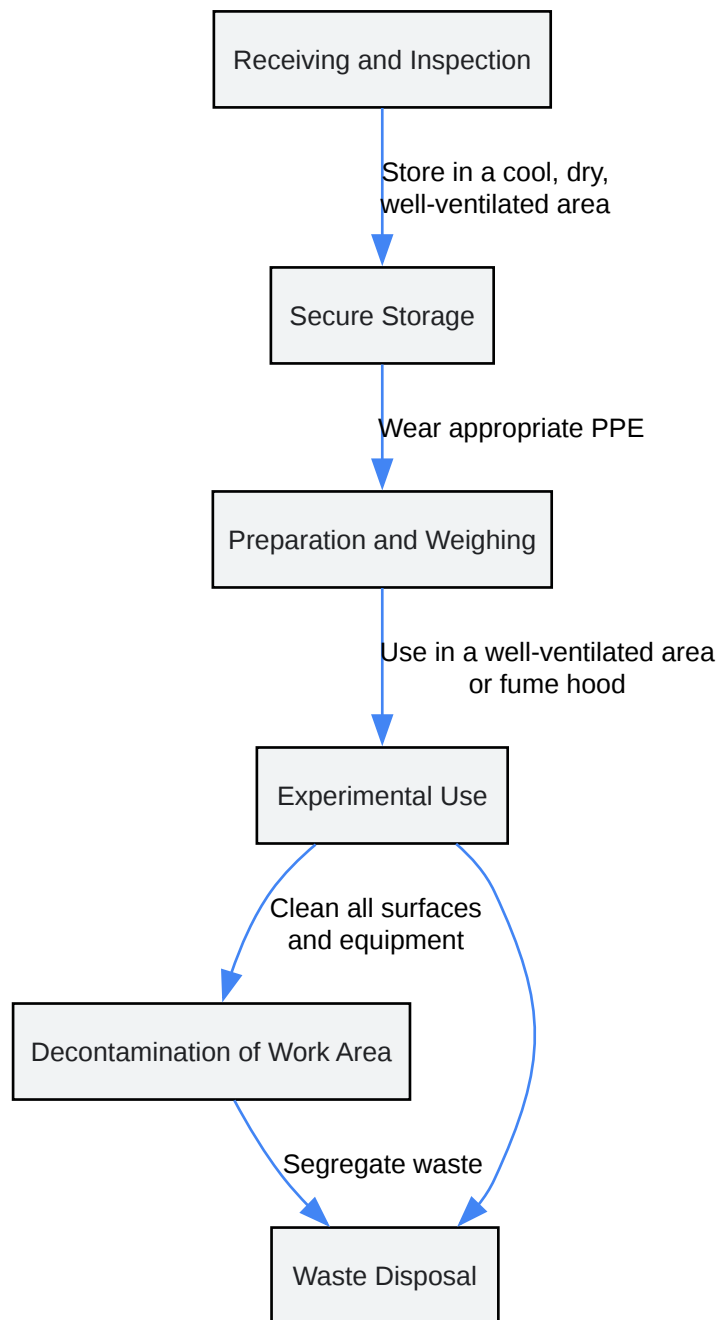 Receiving and Inspection
Store in a cool, dry,
well-ventilated area
Secure Storage
Wear appropriate PPE
Preparation and Weighing
Use in a well-ventilated area
or fume hood
Experimental Use
Clean all surfaces
and equipment
Decontamination of Work Area
Segregate waste
Waste Disposal